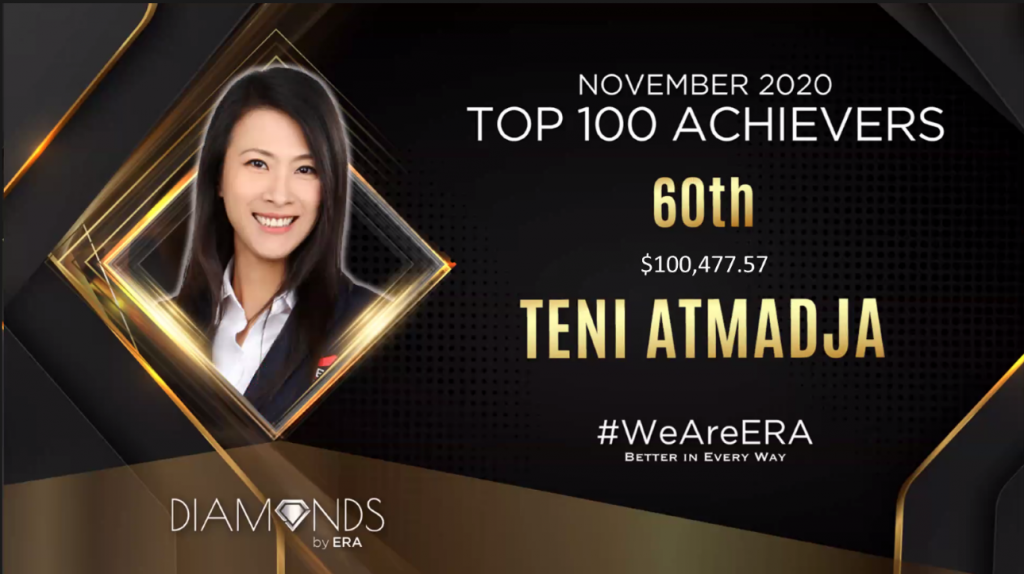 NOVEMBER 2020
TOP 100 ACHIEVERS
60th
$100,477.57
TENI ATMADJA
#WeAreERA
BETTER IN EVERY WAY
DIAMONDS
by ERA